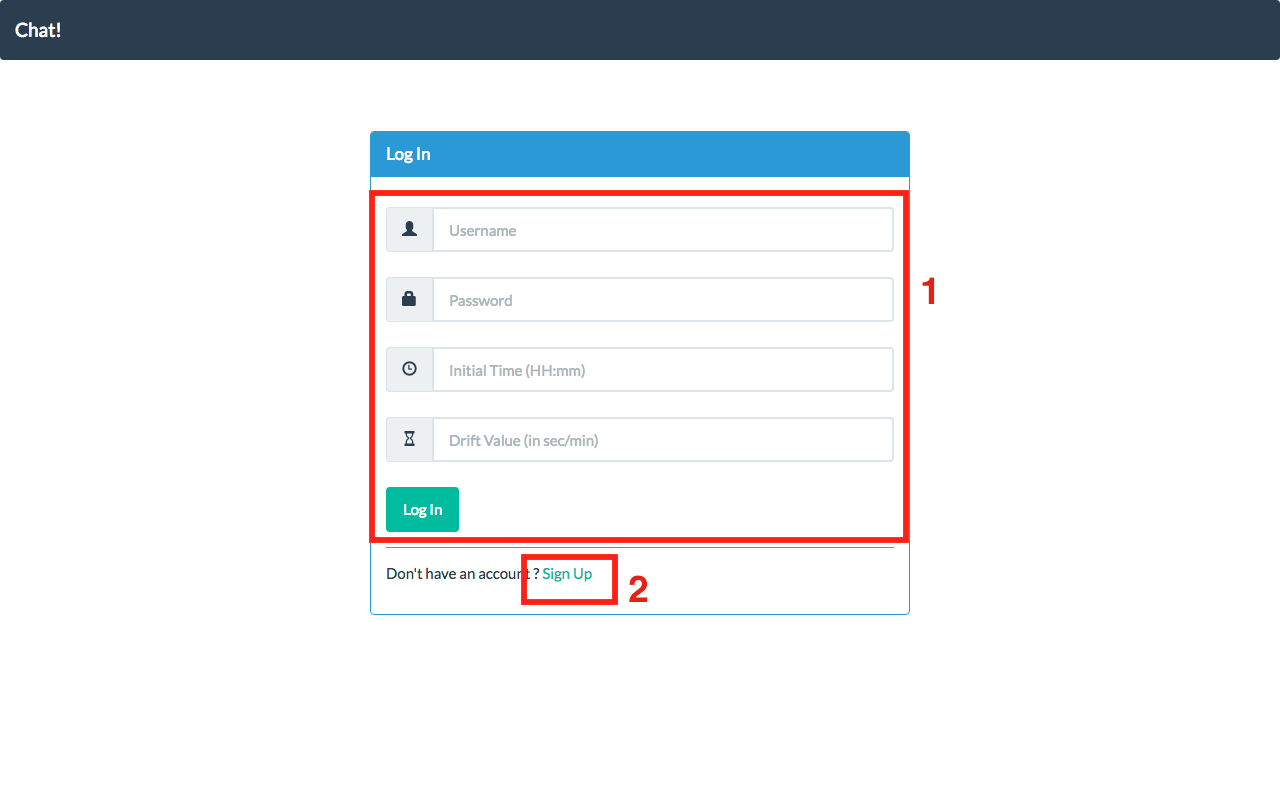 Chat!
Log In
Username
1
Password
Initial Time (HH:mm)
Drift Value (in sec/min)
Log In
Don't have an account ? Sign Up
2